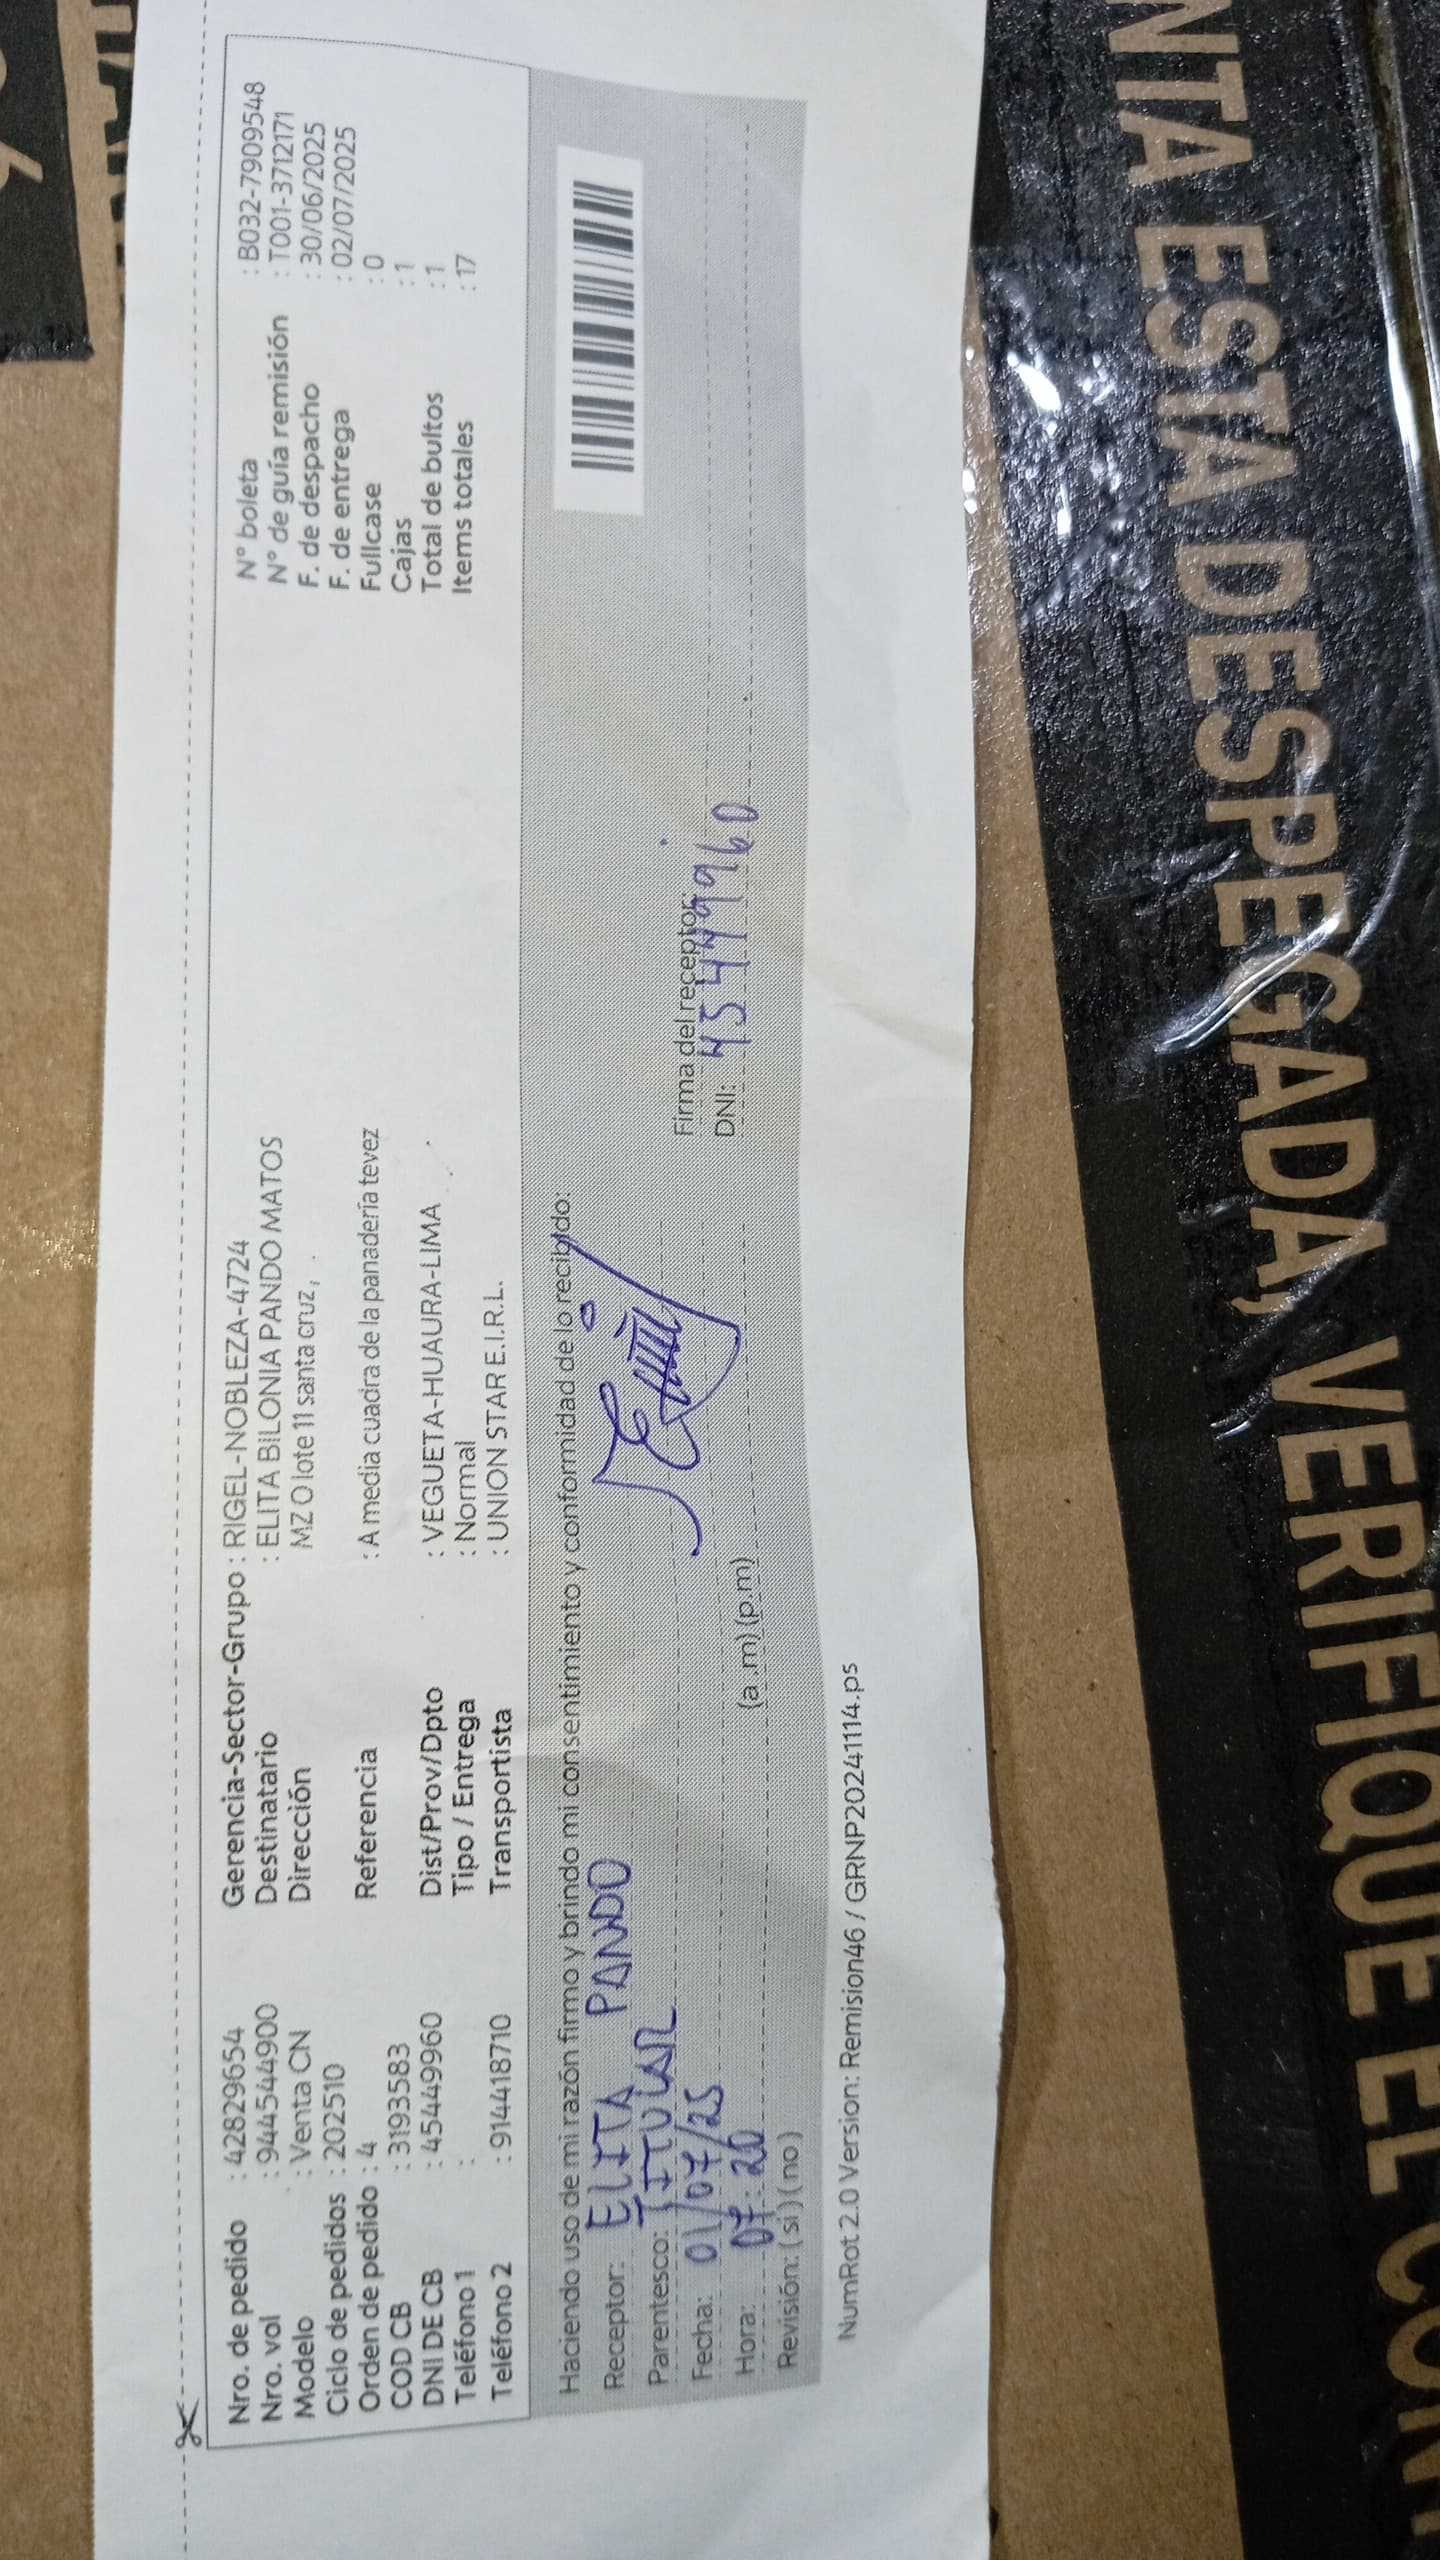 Nro. de pedido : 42829654
Nro. vol : 944544900
Modelo : Venta CN
Ciclo de pedidos : 202510
Orden de pedido : 4
COD CB : 3193583
DNI DE CB : 45449960
Teléfono 1 :
Teléfono 2 : 914418710
Gerencia-Sector-Grupo : RIGEL-NOBLEZA-4724
Destinatario : ELITA BILONIA PANDO MATOS
Dirección MZ O lote 11 santa cruz, .
Referencia : A media cuadra de la panadería tevez
Dist/Prov/Dpto : VEGUETA-HUAURA-LIMA
Tipo / Entrega : Normal
Transportista : UNION STAR E.I.R.L.
N° boleta : B032-7909548
N° de guía remisión : T001-3712171
F. de despacho : 30/06/2025
F. de entrega : 02/07/2025
Fullcase : 0
Cajas : 1
Total de bultos : 1
Items totales : 17
Haciendo uso de mi razón firmo y brindo mi consentimiento y conformidad de lo recibido:
Receptor: ELITA PANDO
Parentesco: TITULAR
Fecha: 01/07/25
Hora: 07:20 (a.m) (p.m)
Revisión: ( si ) ( no )
Firma del receptor:
DNI: 45449960
NumRot 2.0 Version: Remision46 / GRNP20241114.ps
NTA ESTA DESPEGADA, VERIFIQUE EL CON